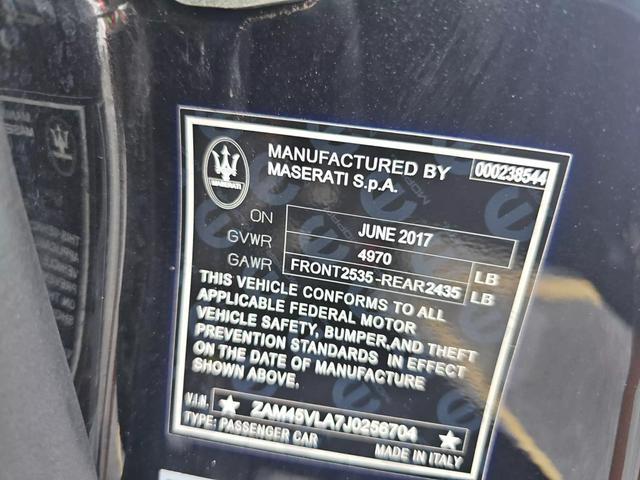 MASERATI
MANUFACTURED BY
MASERATI S.p.A.
000238544
ON JUNE 2017
GVWR 4970 LB
GAWR FRONT2535-REAR2435 LB
THIS VEHICLE CONFORMS TO ALL
APPLICABLE FEDERAL MOTOR
VEHICLE SAFETY, BUMPER,AND THEFT
PREVENTION STANDARDS IN EFFECT
ON THE DATE OF MANUFACTURE
SHOWN ABOVE.
V.I.N. ★ ZAM45VLA7J0256704 ★
TYPE: PASSENGER CAR MADE IN ITALY